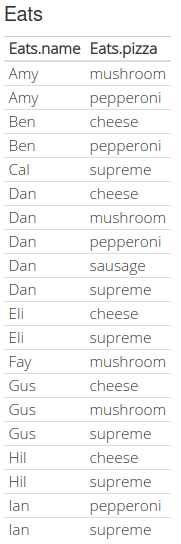 Eats
Eats.name Eats.pizza
Amy mushroom
Amy pepperoni
Ben cheese
Ben pepperoni
Cal supreme
Dan cheese
Dan mushroom
Dan pepperoni
Dan sausage
Dan supreme
Eli cheese
Eli supreme
Fay mushroom
Gus cheese
Gus mushroom
Gus supreme
Hil cheese
Hil supreme
Ian pepperoni
Ian supreme